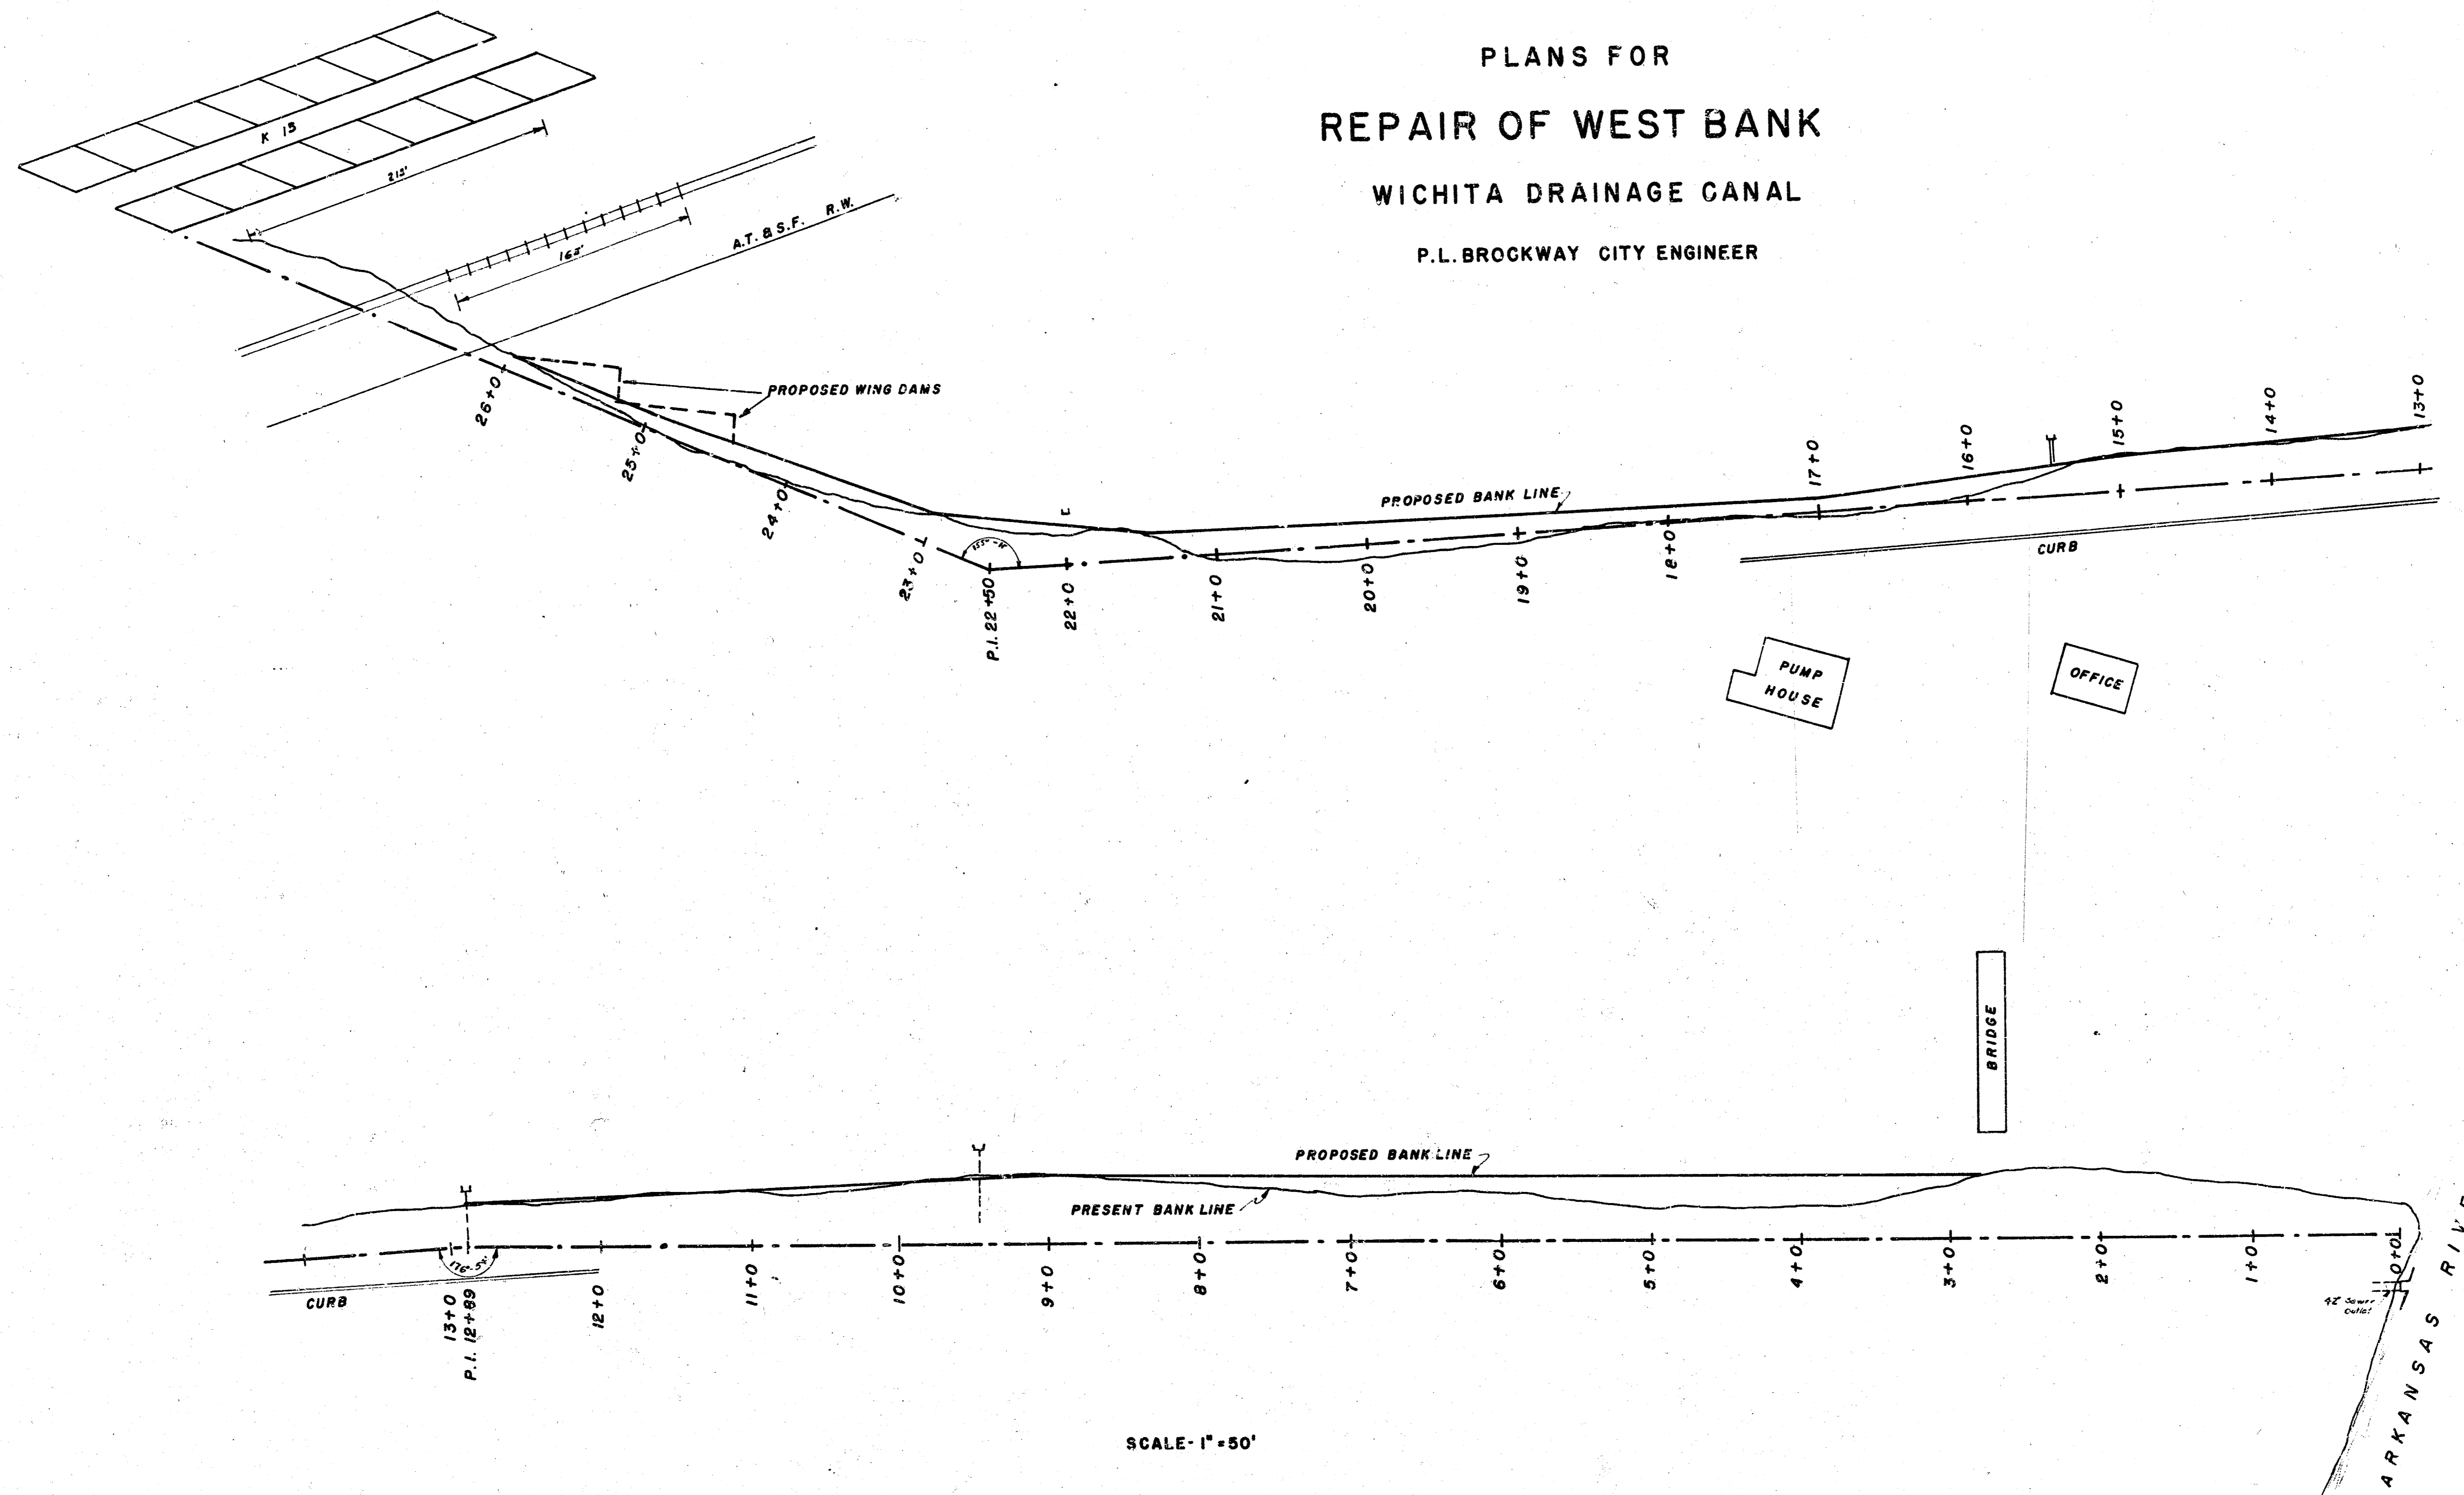 PLANS FOR
REPAIR OF WEST BANK
WICHITA DRAINAGE CANAL
P.L. BROCKWAY CITY ENGINEER
K 15
215'
163'
A.T. & S.F. R.W.
PROPOSED WING DAMS
26+0
25+0
24+0
23+0
P.I. 22+50
22+0
21+0
20+0
19+0
18+0
17+0
16+0
15+0
14+0
13+0
PROPOSED BANK LINE
CURB
PUMP
HOUSE
OFFICE
BRIDGE
PROPOSED BANK LINE
PRESENT BANK LINE
CURB
13+0
P.I. 12+89
12+0
11+0
10+0
9+0
8+0
7+0
6+0
5+0
4+0
3+0
2+0
1+0
0+0
42" Sewer
Outlet
ARKANSAS
SCALE- 1" = 50'